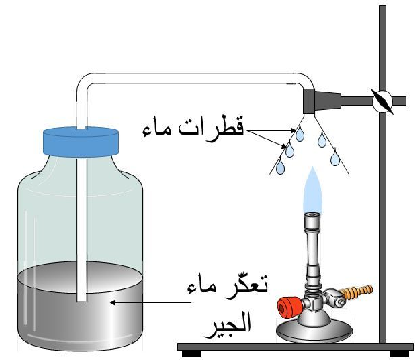 قطرات ماء
تعكّر ماء
الجير